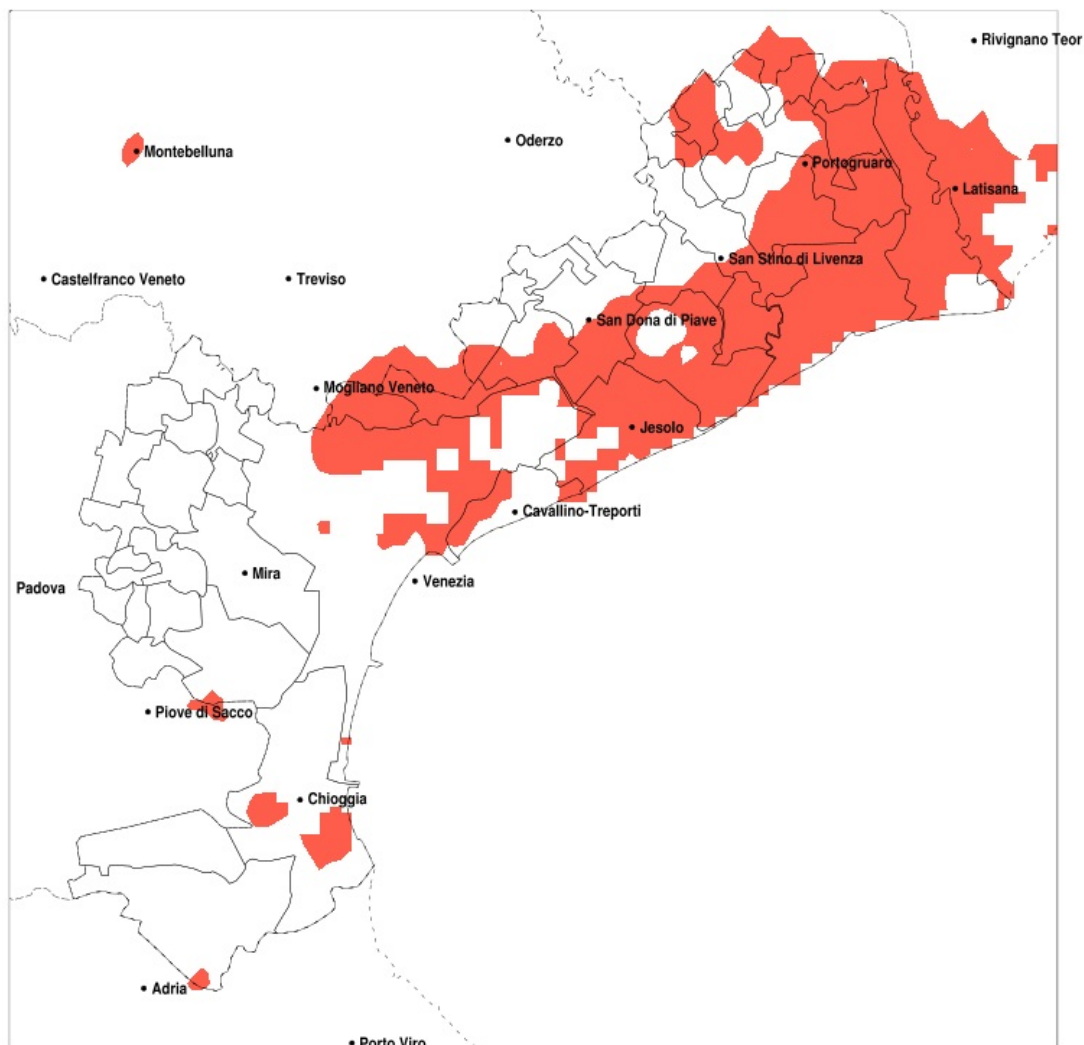 Rivignano Teor
Oderzo
Montebelluna
Portogruaro
Latisana
San Stino di Livenza
Castelfranco Veneto
Treviso
San Dona di Piave
Mogliano Veneto
Jesolo
Cavallino-Treporti
Mira
Venezia
Padova
Piove di Sacco
Chioggia
Adria
Porto Viro